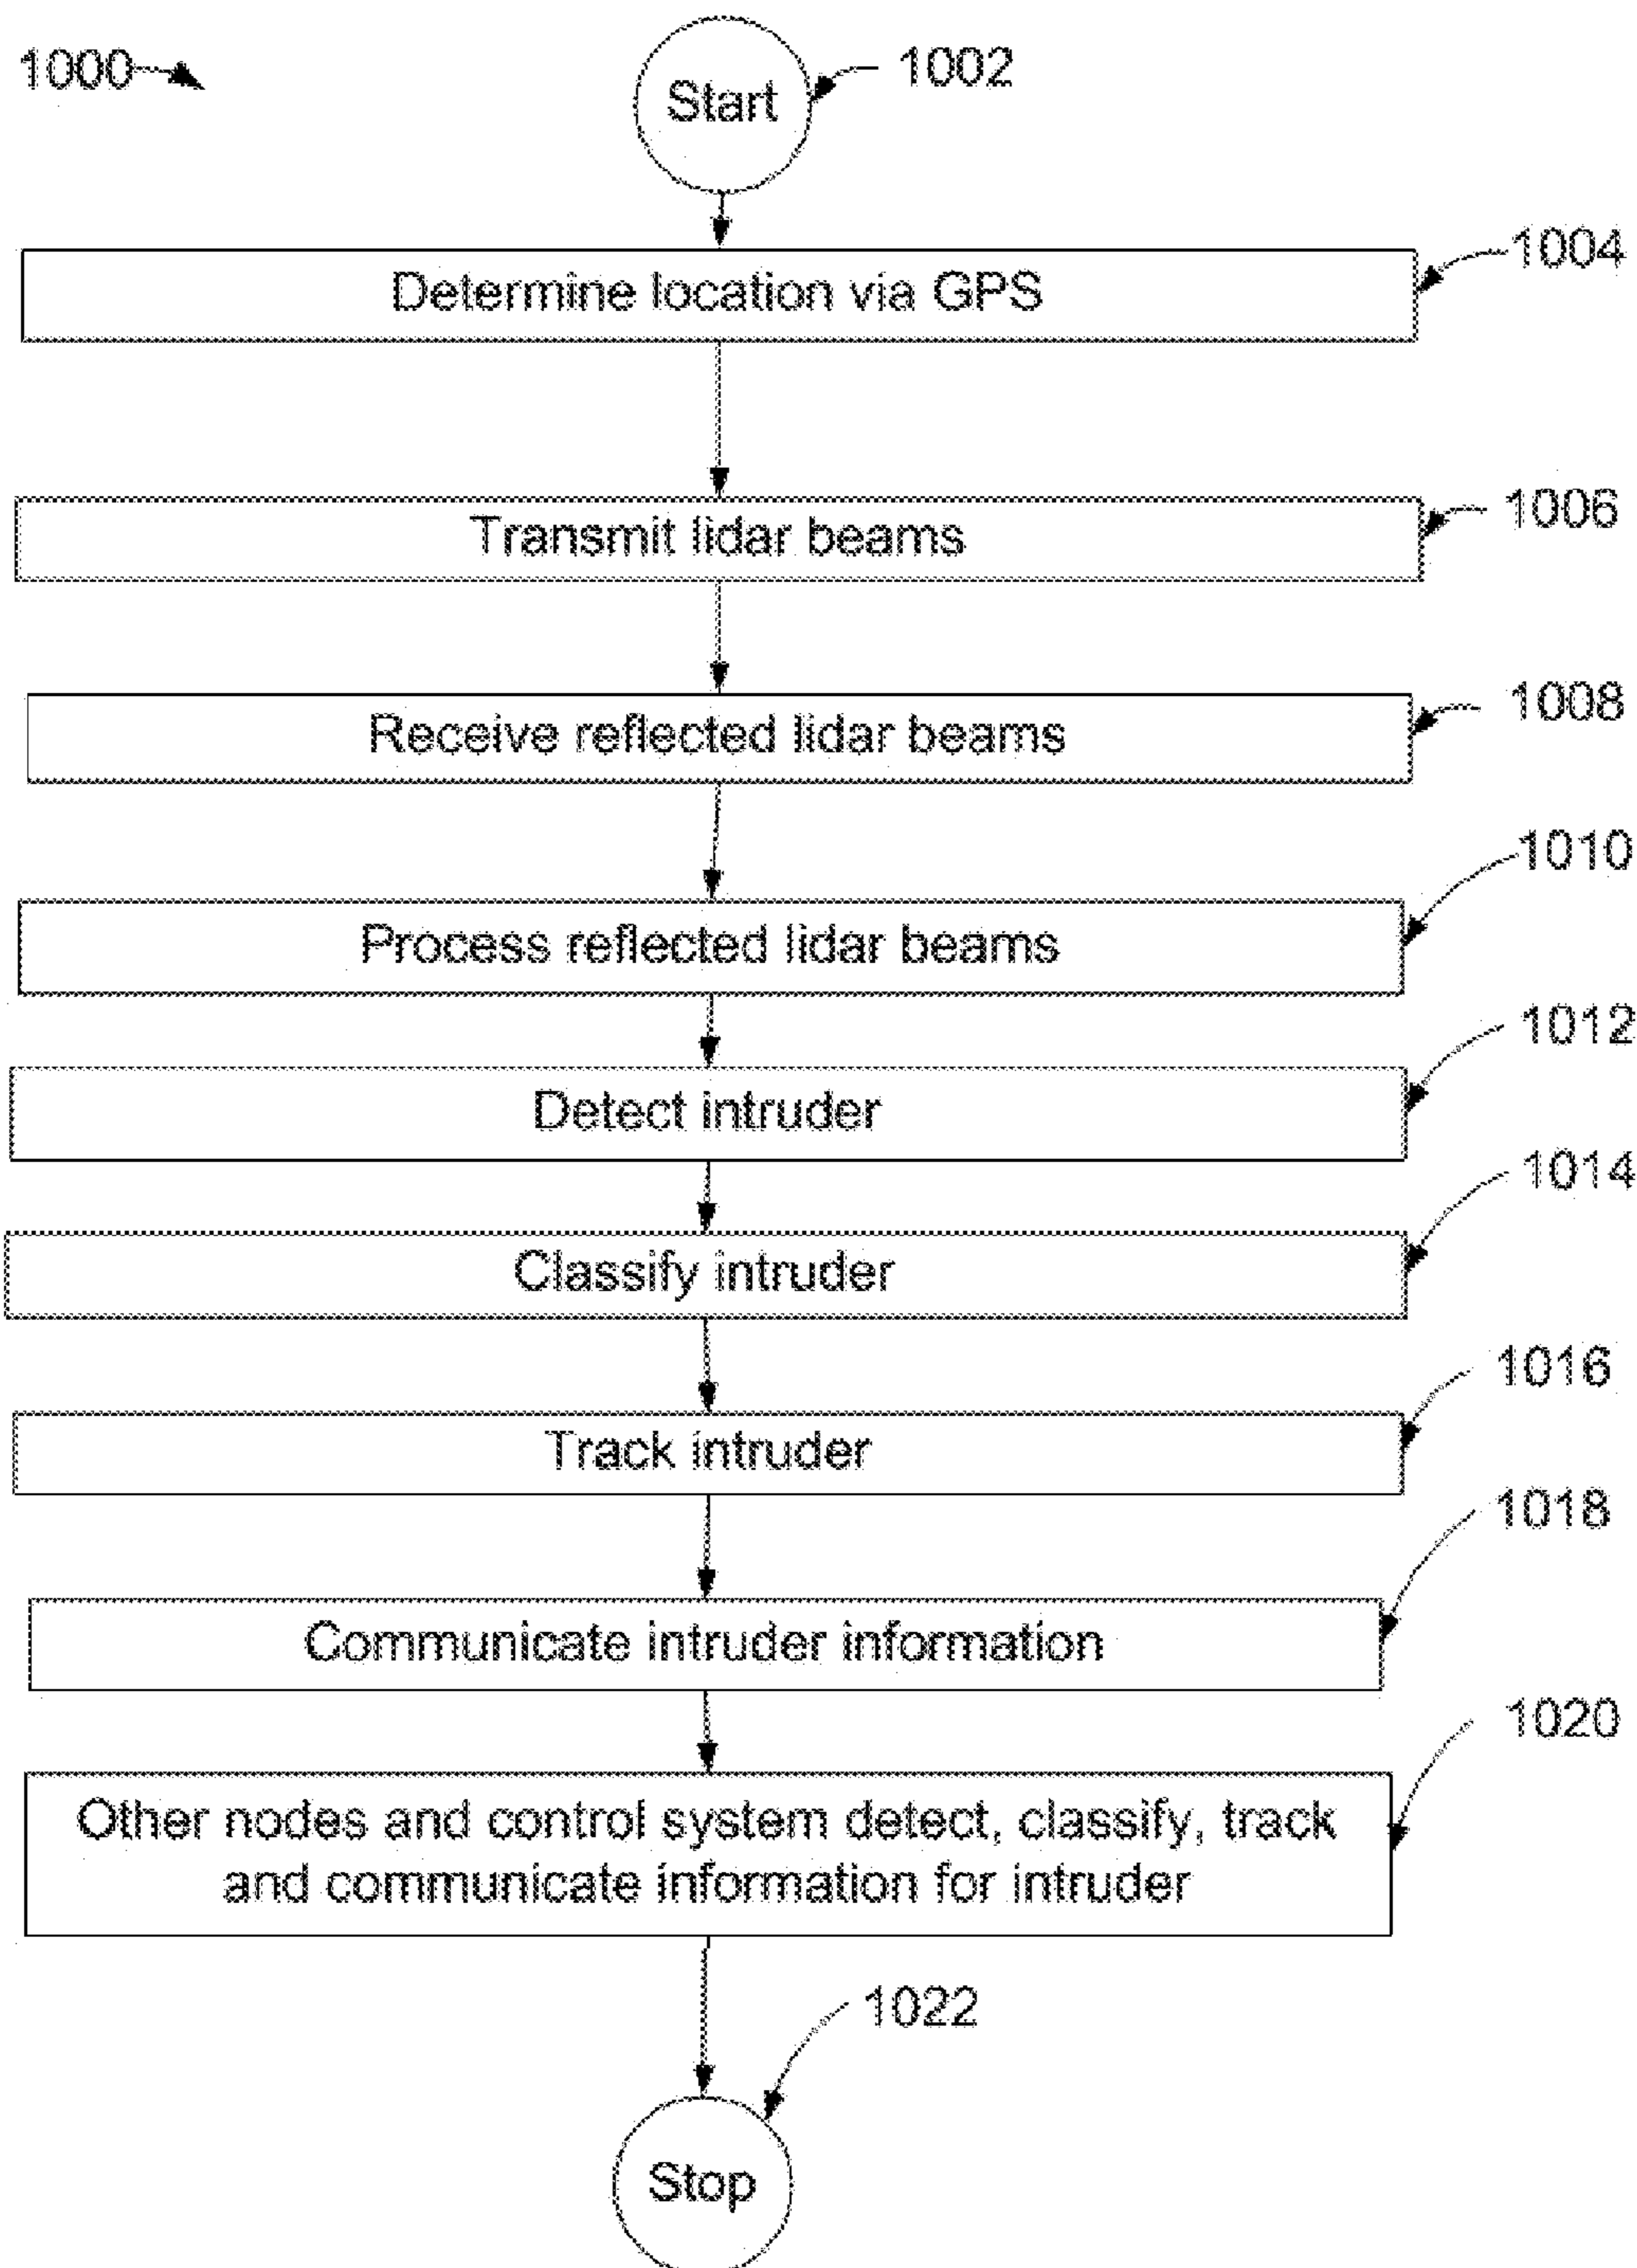 1000
Start
1002
Determine location via GPS
1004
Transmit lidar beams
1006
Receive reflected lidar beams
1008
Process reflected lidar beams
1010
Detect intruder
1012
Classify intruder
1014
Track intruder
1016
Communicate intruder information
1018
Other nodes and control system detect, classify, track
and communicate information for intruder
1020
Stop
1022